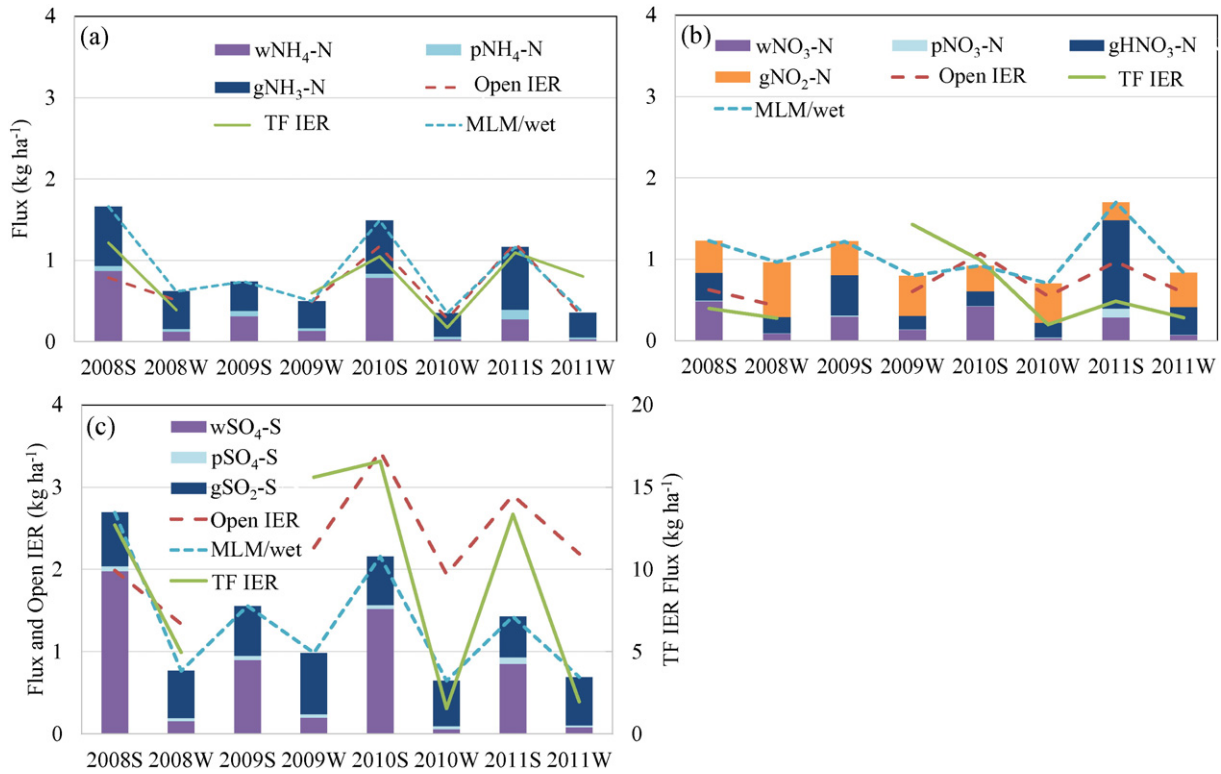 (a)
wNH₄-N pNH₄-N
gNH₃-N Open IER
TF IER MLM/wet
Flux (kg ha⁻¹)
4
3
2
1
0
2008S 2008W 2009S 2009W 2010S 2010W 2011S 2011W
(b)
wNO₃-N pNO₃-N gHNO₃-N
gNO₂-N Open IER TF IER
MLM/wet
4
3
2
1
0
2008S 2008W 2009S 2009W 2010S 2010W 2011S 2011W
(c)
wSO₄-S
pSO₄-S
gSO₂-S
Open IER
MLM/wet
TF IER
Flux and Open IER (kg ha⁻¹)
4
3
2
1
0
2008S 2008W 2009S 2009W 2010S 2010W 2011S 2011W
20
15
10
5
0
TF IER Flux (kg ha⁻¹)